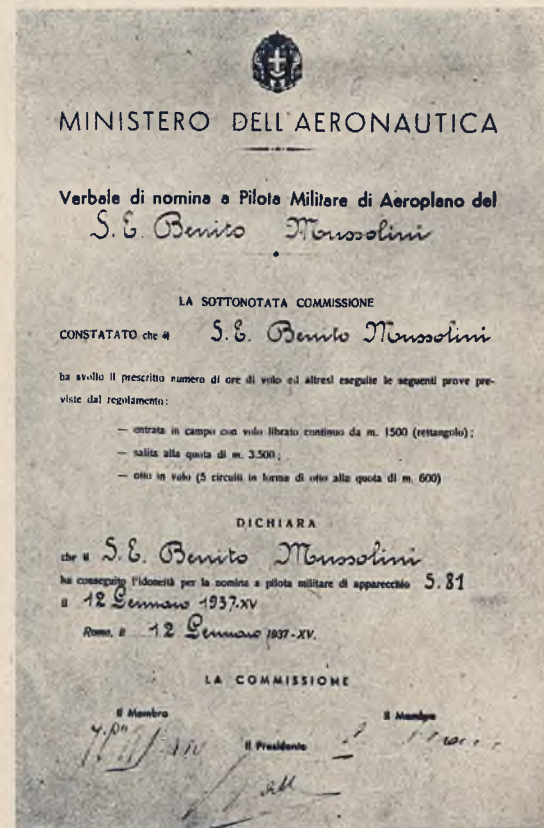 MINISTERO DELL'AERONAUTICA
Verbale di nomina a Pilota Militare di Aeroplano del
S. E. Benito Mussolini
LA SOTTONOTATA COMMISSIONE
CONSTATATO che il S. E. Benito Mussolini
ha svolto il prescritto numero di ore di volo ed altresì eseguite le seguenti prove pre-
viste dal regolamento:
— entrata in campo con volo librato continuo da m. 1500 (rettangolo);
— salita alla quota di m. 3.500;
— otto in volo (5 circuiti in forma di otto alla quota di m. 600)
DICHIARA
che il S. E. Benito Mussolini
ha conseguito l'idoneità per la nomina a pilota militare di apparecchio S. 81
il 12 Gennaio 1937-XV
Roma, il 12 Gennaio 1937-XV.
LA COMMISSIONE
Il Membro Il Membro
Il Presidente